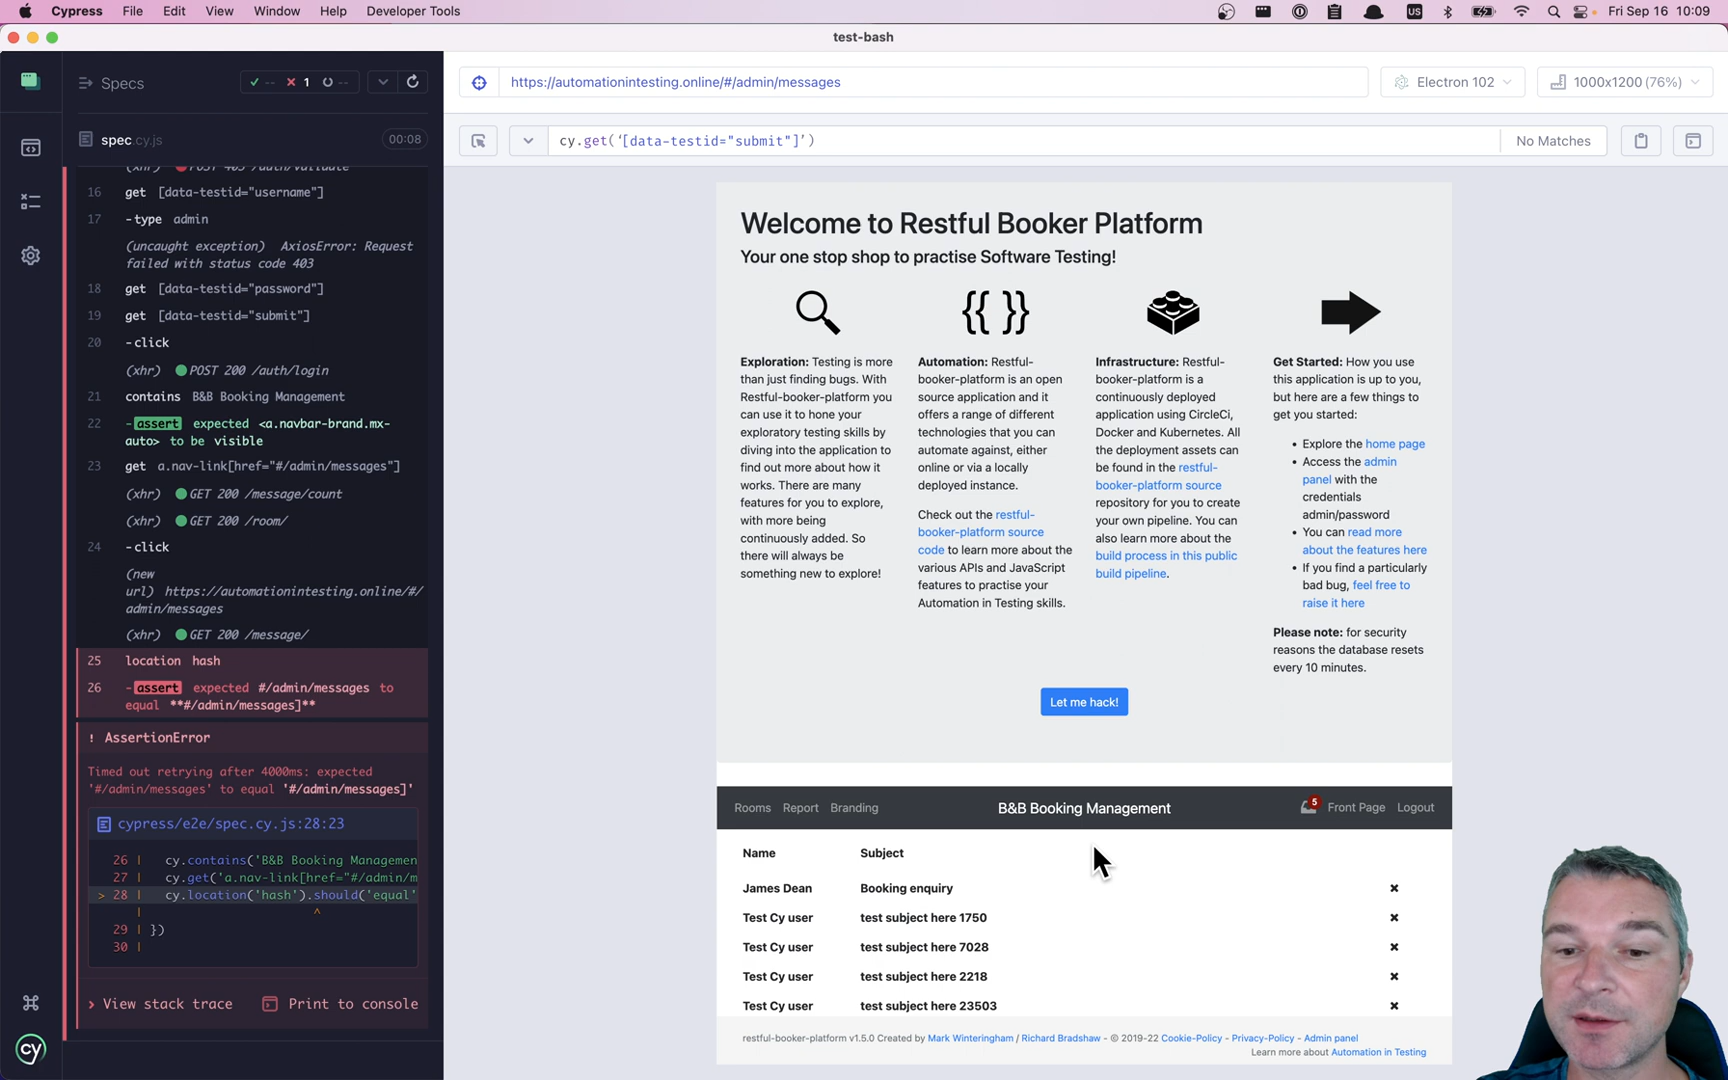 Cypress File Edit View Window Help Developer Tools US Fri Sep 16 10:09
test-bash
Specs -- 1 --
https://automationintesting.online/#/admin/messages
Electron 102
1000x1200 (76%)
spec.cy.js 00:08
cy.get('[data-testid="submit"]')
No Matches
(xhr) POST 403 /auth/validate
16 get [data-testid="username"]
17 -type admin
(uncaught exception) AxiosError: Request
failed with status code 403
18 get [data-testid="password"]
19 get [data-testid="submit"]
20 -click
(xhr) POST 200 /auth/login
21 contains B&B Booking Management
22 -assert expected <a.navbar-brand.mx-
auto> to be visible
23 get a.nav-link[href="#/admin/messages"]
(xhr) GET 200 /message/count
(xhr) GET 200 /room/
24 -click
(new
url) https://automationintesting.online/#/
admin/messages
(xhr) GET 200 /message/
25 location hash
26 -assert expected #/admin/messages to
equal **#/admin/messages]**
! AssertionError
Timed out retrying after 4000ms: expected
'#/admin/messages' to equal '#/admin/messages]'
cypress/e2e/spec.cy.js:28:23
26 | cy.contains('B&B Booking Managemen
27 | cy.get('a.nav-link[href="#/admin/m
> 28 | cy.location('hash').should('equal'
| ^
29 | })
30 |
> View stack trace
Print to console
cy
Welcome to Restful Booker Platform
Your one stop shop to practise Software Testing!
{{ }}
Exploration: Testing is more
than just finding bugs. With
Restful-booker-platform you
can use it to hone your
exploratory testing skills by
diving into the application to
find out more about how it
works. There are many
features for you to explore,
with more being
continuously added. So
there will always be
something new to explore!
Automation: Restful-
booker-platform is an open
source application and it
offers a range of different
technologies that you can
automate against, either
online or via a locally
deployed instance.
Check out the restful-
booker-platform source
code to learn more about the
various APIs and JavaScript
features to practise your
Automation in Testing skills.
Infrastructure: Restful-
booker-platform is a
continuously deployed
application using CircleCi,
Docker and Kubernetes. All
the deployment assets can
be found in the restful-
booker-platform source
repository for you to create
your own pipeline. You can
also learn more about the
build process in this public
build pipeline.
Get Started: How you use
this application is up to you,
but here are a few things to
get you started:
• Explore the home page
• Access the admin
panel with the
credentials
admin/password
• You can read more
about the features here
• If you find a particularly
bad bug, feel free to
raise it here
Please note: for security
reasons the database resets
every 10 minutes.
Let me hack!
Rooms Report Branding B&B Booking Management 5 Front Page Logout
Name Subject
James Dean Booking enquiry
Test Cy user test subject here 1750
Test Cy user test subject here 7028
Test Cy user test subject here 2218
Test Cy user test subject here 23503
restful-booker-platform v1.5.0 Created by Mark Winteringham / Richard Bradshaw - © 2019-22 Cookie-Policy - Privacy-Policy - Admin panel
Learn more about Automation in Testing